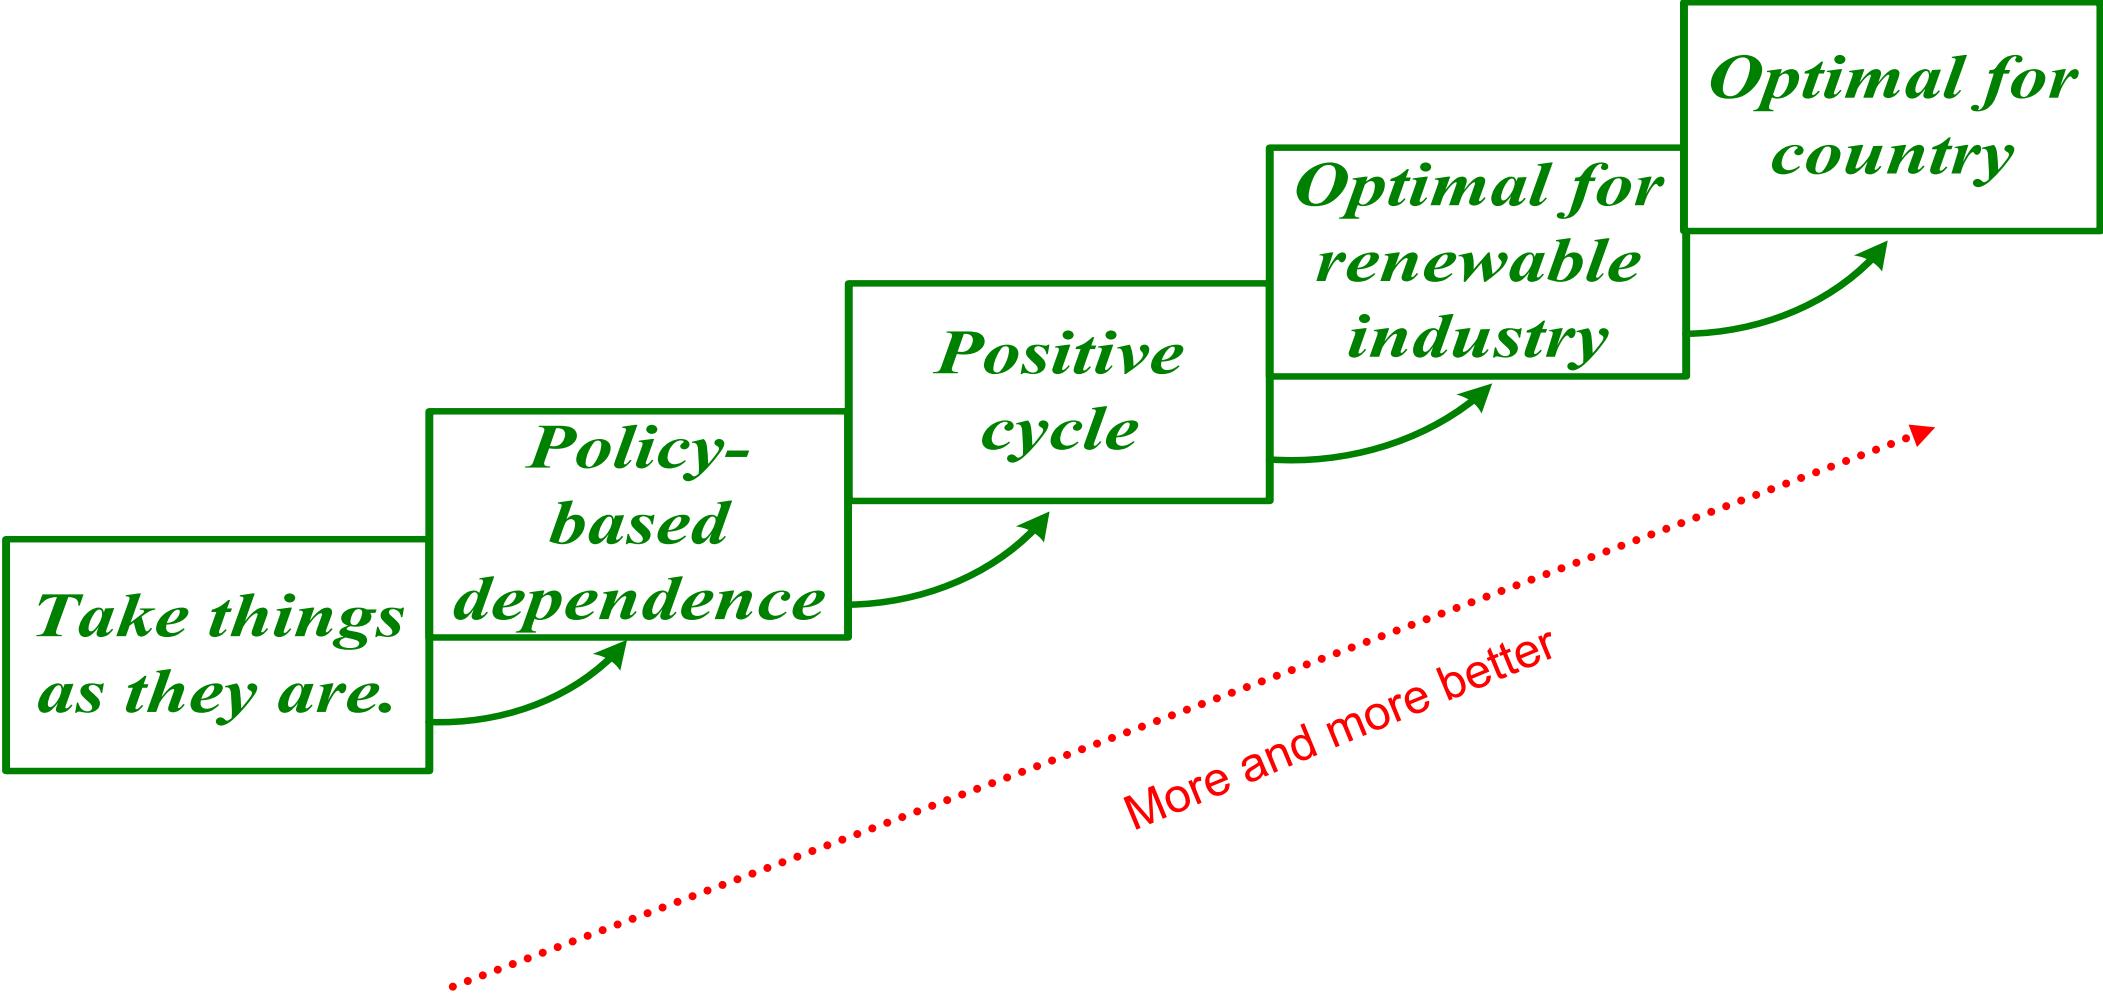 Take things
as they are.
Policy-
based
dependence
Positive
cycle
Optimal for
renewable
industry
Optimal for
country
More and more better